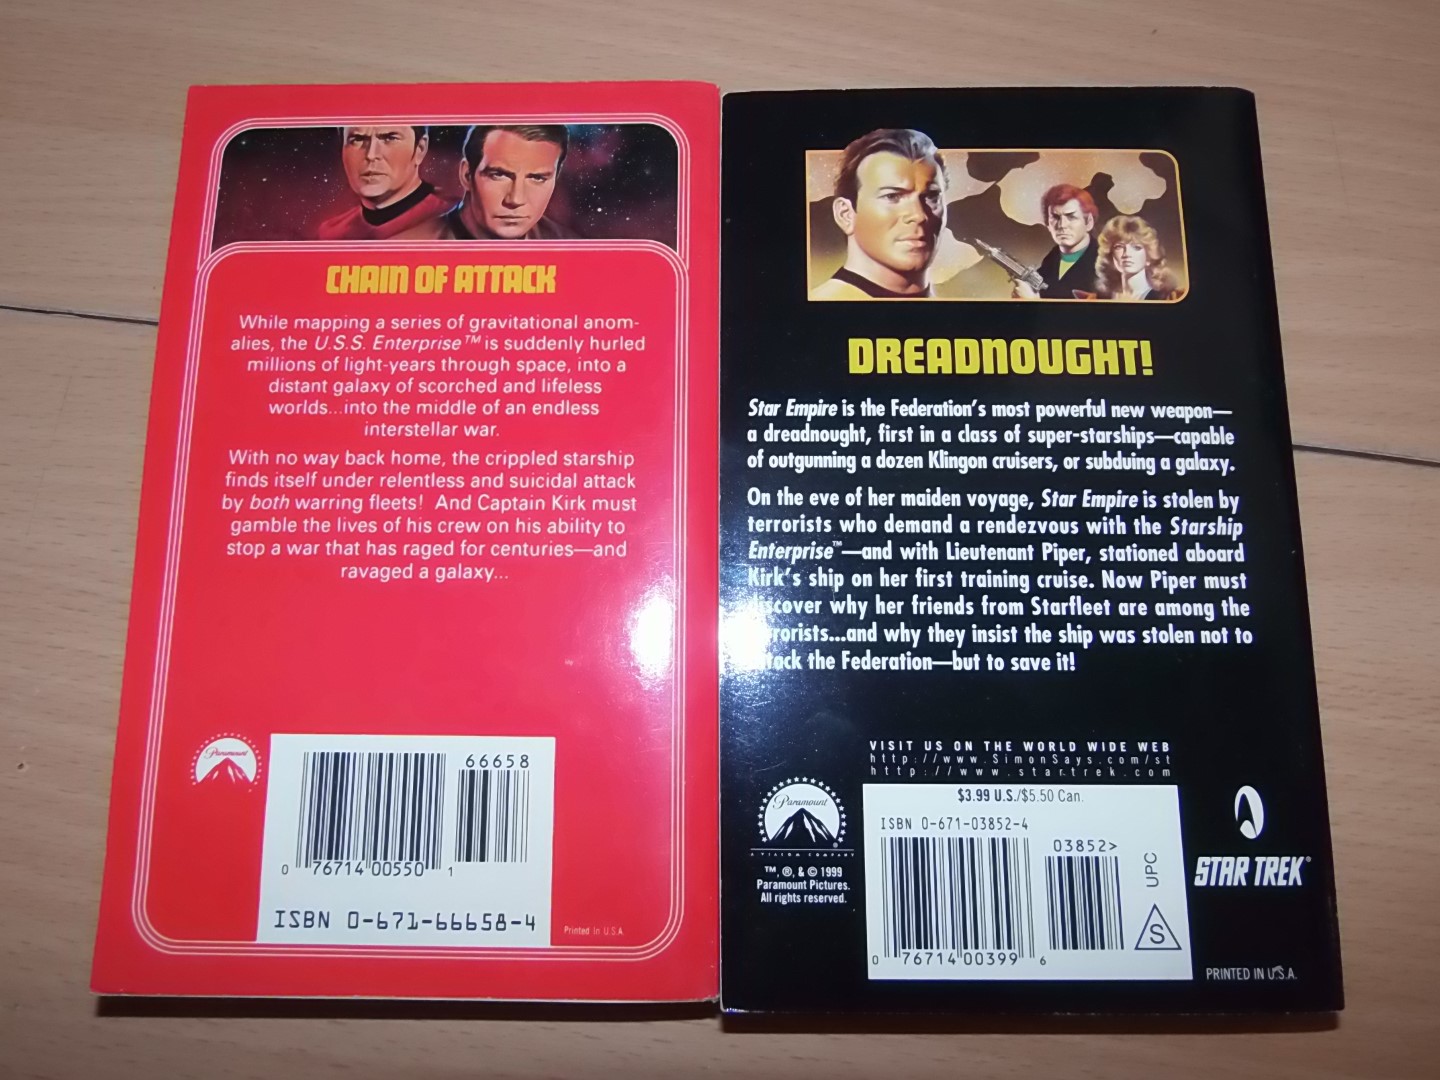 CHAIN OF ATTACK
While mapping a series of gravitational anom-
alies, the U.S.S. Enterprise™ is suddenly hurled
millions of light-years through space, into a
distant galaxy of scorched and lifeless
worlds...into the middle of an endless
interstellar war.
With no way back home, the crippled starship
finds itself under relentless and suicidal attack
by both warring fleets! And Captain Kirk must
gamble the lives of his crew on his ability to
stop a war that has raged for centuries—and
ravaged a galaxy...
Paramount
66658
0 76714 00550 1
ISBN 0-671-66658-4
Printed in U.S.A.
DREADNOUGHT!
Star Empire is the Federation's most powerful new weapon—
a dreadnought, first in a class of super-starships—capable
of outgunning a dozen Klingon cruisers, or subduing a galaxy.
On the eve of her maiden voyage, Star Empire is stolen by
terrorists who demand a rendezvous with the Starship
Enterprise™—and with Lieutenant Piper, stationed aboard
Kirk's ship on her first training cruise. Now Piper must
discover why her friends from Starfleet are among the
terrorists...and why they insist the ship was stolen not to
attack the Federation—but to save it!
VISIT US ON THE WORLD WIDE WEB
http://www.SimonSays.com/st
http://www.startrek.com
Paramount
A VIACOM COMPANY
™, ®, & © 1999
Paramount Pictures.
All rights reserved.
$3.99 U.S./$5.50 Can.
ISBN 0-671-03852-4
03852>
0 76714 00399 6
UPC
S
STAR TREK®
PRINTED IN U.S.A.